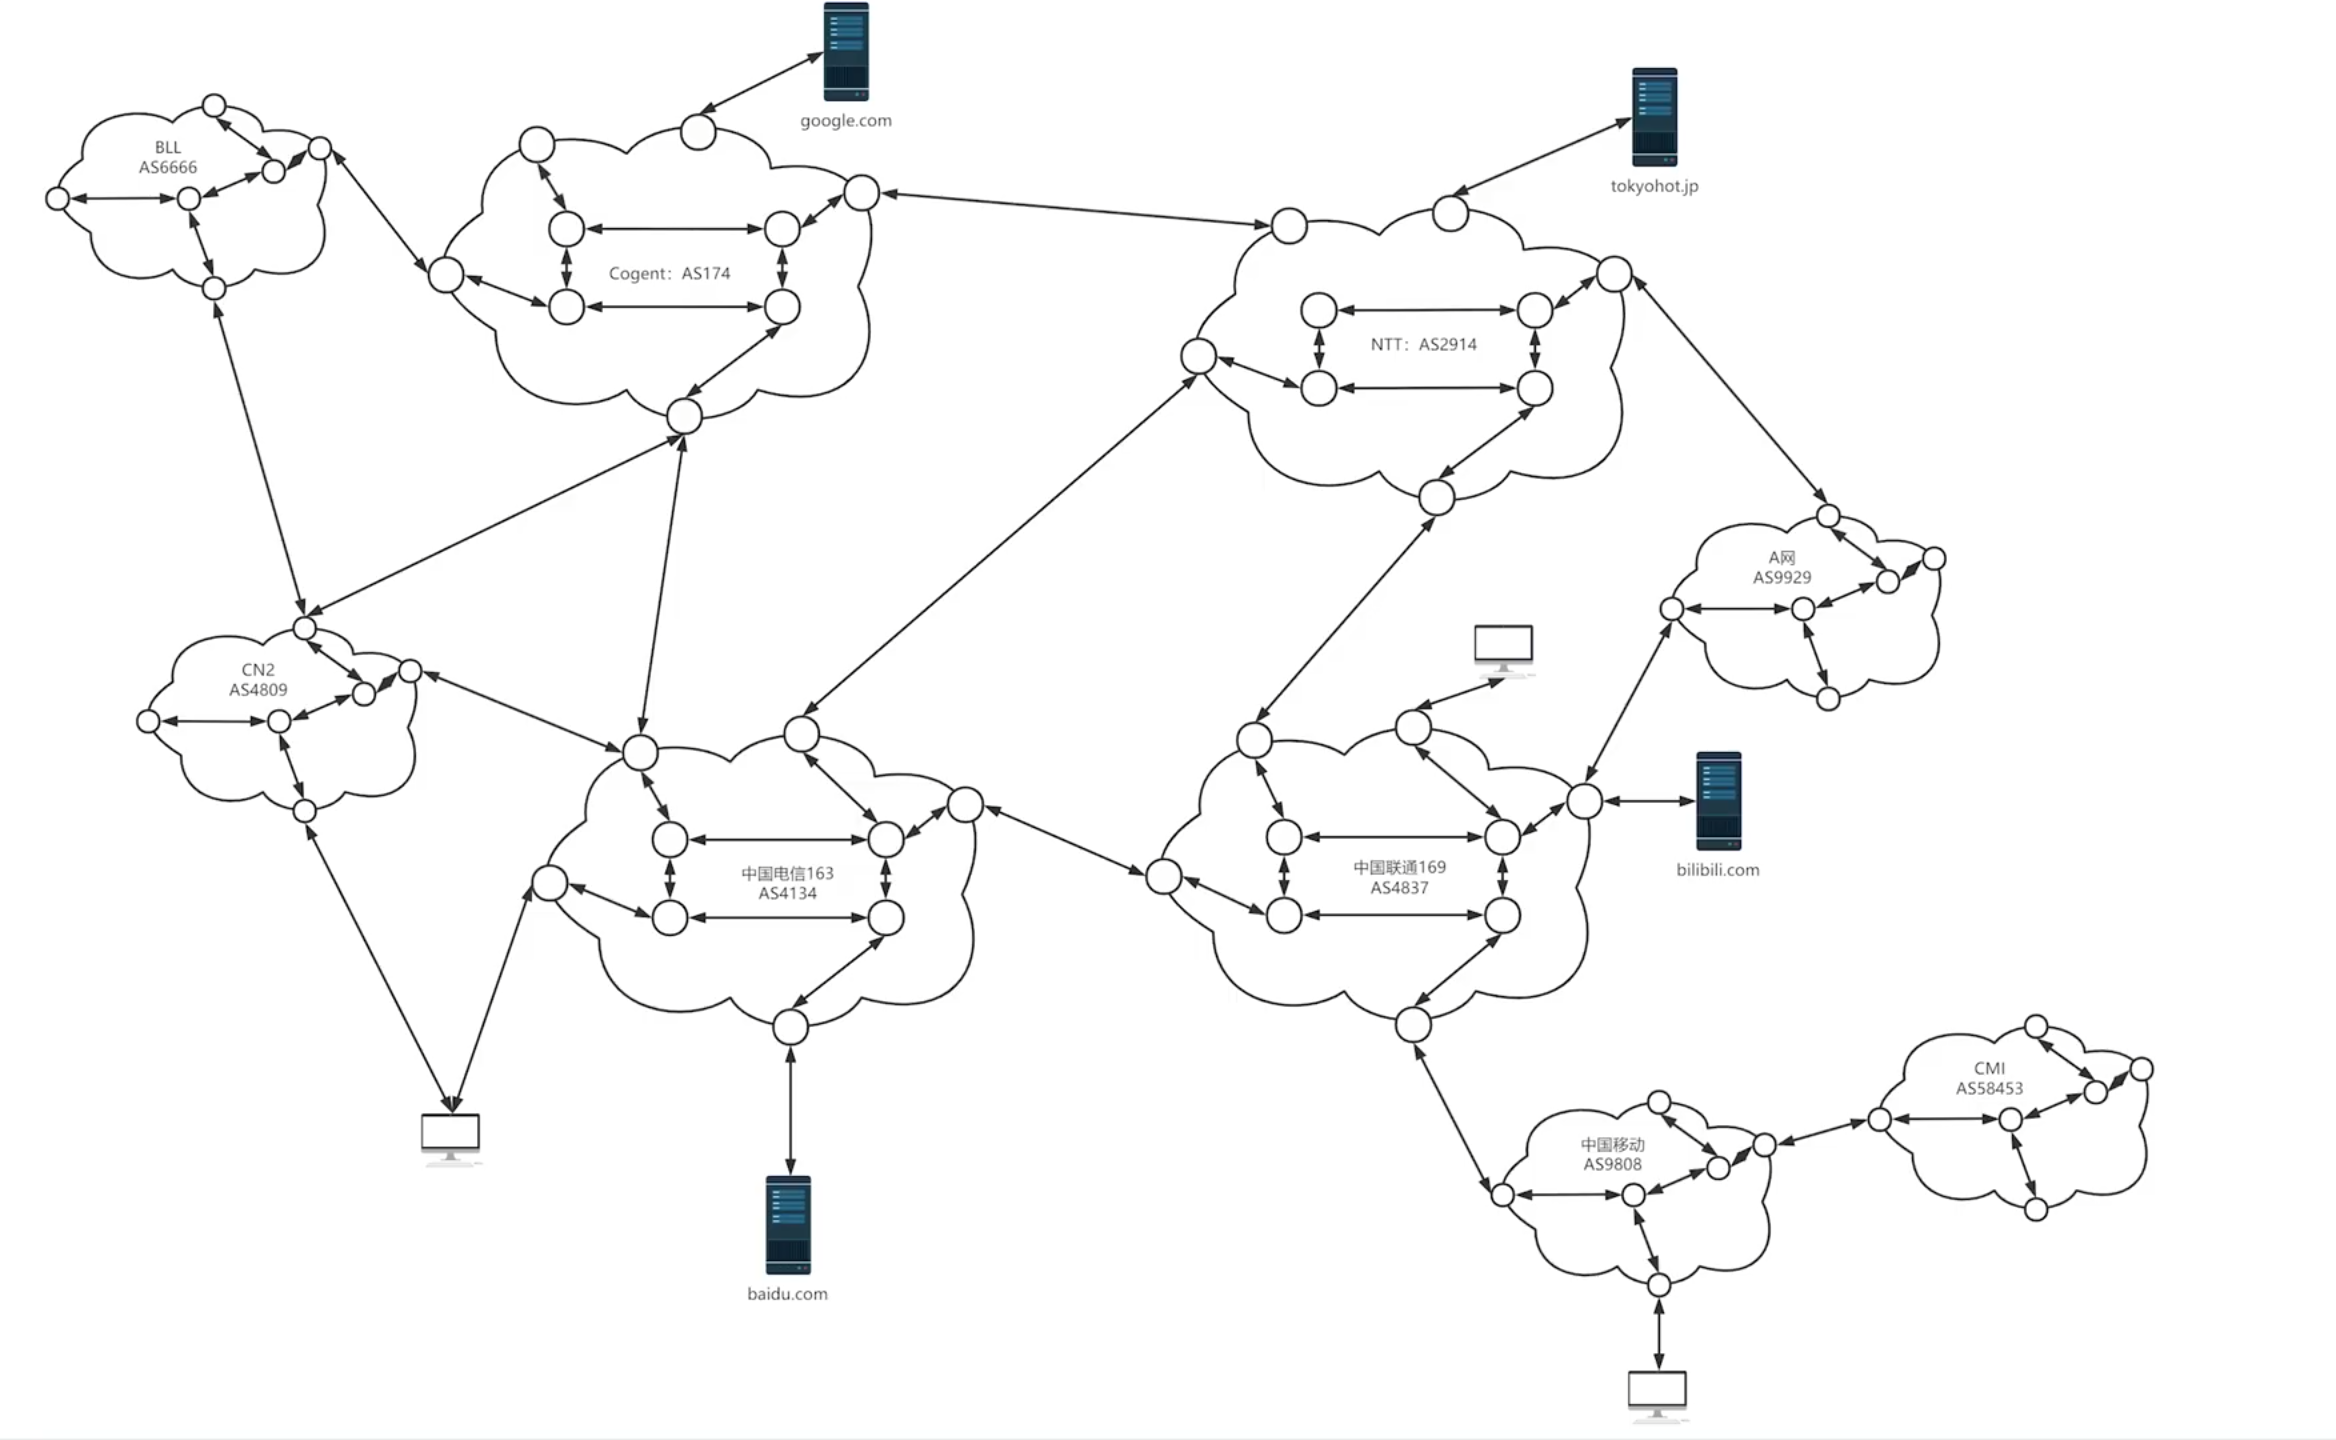 google.com
tokyohot.jp
BLL
AS6666
Cogent：AS174
NTT：AS2914
A网
AS9929
CN2
AS4809
中国电信163
AS4134
中国联通169
AS4837
bilibili.com
CMI
AS58453
中国移动
AS9808
baidu.com